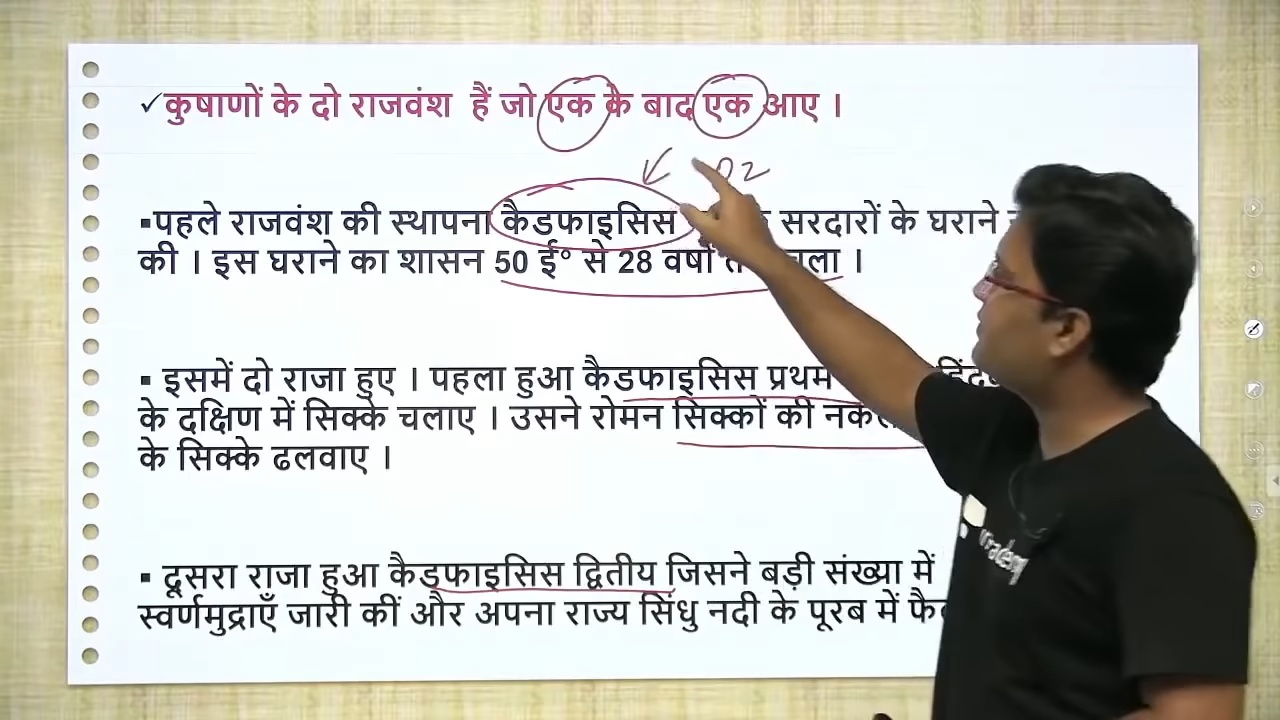 ✓कुषाणों के दो राजवंश हैं जो एक के बाद एक आए ।
02
▪पहले राजवंश की स्थापना कैडफाइसिस सरदारों के घराने
की । इस घराने का शासन 50 ई° से 28 वर्षों चला ।
▪ इसमें दो राजा हुए । पहला हुआ कैडफाइसिस प्रथम
के दक्षिण में सिक्के चलाए । उसने रोमन सिक्कों की
के सिक्के ढलवाए ।
▪ दूसरा राजा हुआ कैडफाइसिस द्वितीय जिसने बड़ी संख्या में
स्वर्णमुद्राएँ जारी कीं और अपना राज्य सिंधु नदी के पूरब में